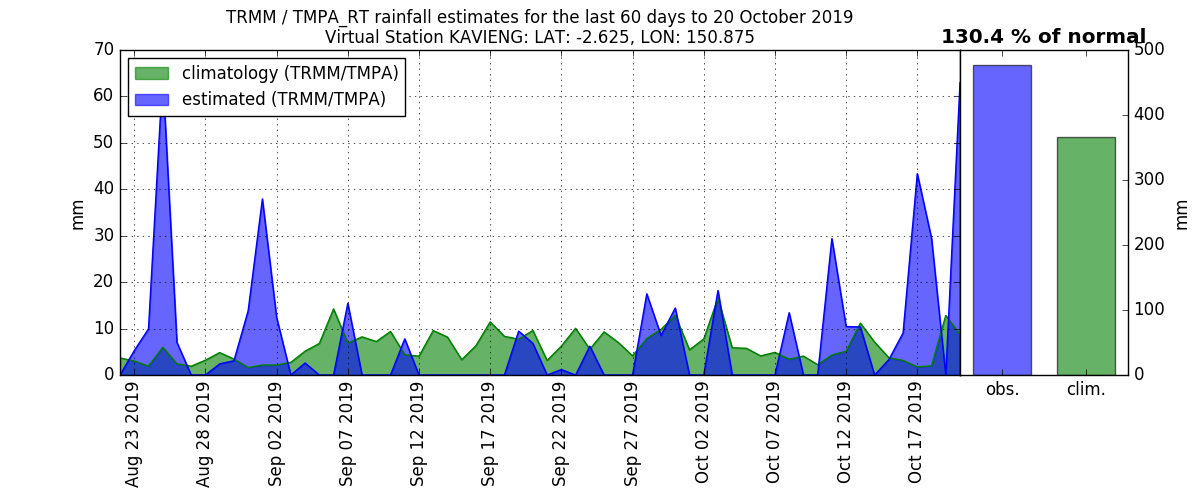 TRMM / TMPA_RT rainfall estimates for the last 60 days to 20 October 2019
Virtual Station KAVIENG: LAT: -2.625, LON: 150.875
130.4 % of normal
climatology (TRMM/TMPA)
estimated (TRMM/TMPA)
70
60
50
40
30
20
10
0
mm
Aug 23 2019
Aug 28 2019
Sep 02 2019
Sep 07 2019
Sep 12 2019
Sep 17 2019
Sep 22 2019
Sep 27 2019
Oct 02 2019
Oct 07 2019
Oct 12 2019
Oct 17 2019
500
400
300
200
100
0
mm
obs.
clim.